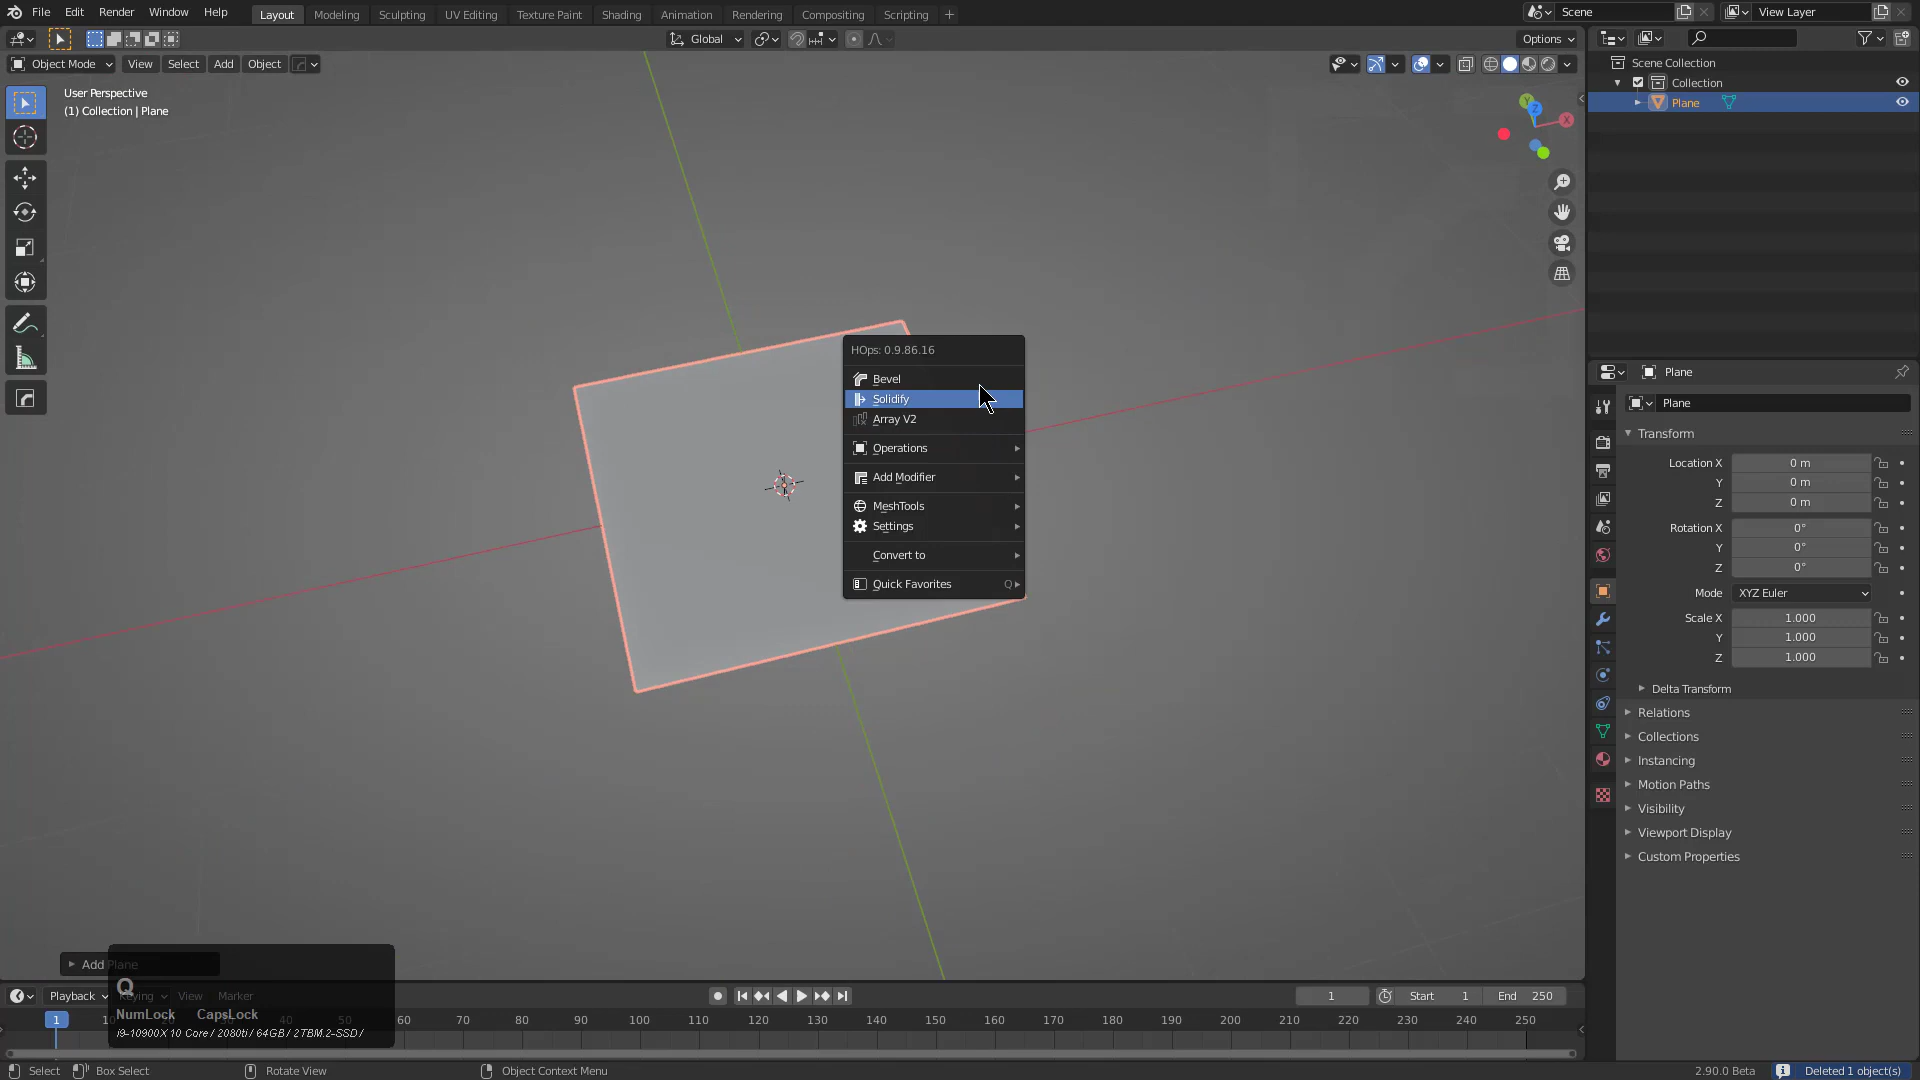 File Edit Render Window Help Layout Modeling Sculpting UV Editing Texture Paint Shading Animation Rendering Compositing Scripting + Scene View Layer
Global Options
Object Mode View Select Add Object
User Perspective
(1) Collection | Plane
Scene Collection
Collection
Plane
Y
Z
X
HOps: 0.9.86.16
Bevel
Solidify
Array V2
Operations
Add Modifier
MeshTools
Settings
Convert to
Quick Favorites Q
Plane
Plane
Transform
Location X 0 m
Y 0 m
Z 0 m
Rotation X 0°
Y 0°
Z 0°
Mode XYZ Euler
Scale X 1.000
Y 1.000
Z 1.000
Delta Transform
Relations
Collections
Instancing
Motion Paths
Visibility
Viewport Display
Custom Properties
Add Plane
Q
NumLock CapsLock
i9-10900X 10 Core / 2080ti / 64GB / 2TBM.2-SSD /
Playback Keying View Marker 1 Start 1 End 250
1 10 40 50 60 70 80 90 100 110 120 130 140 150 160 170 180 190 200 210 220 230 240 250
Select Box Select Rotate View Object Context Menu 2.90.0 Beta Deleted 1 object(s)